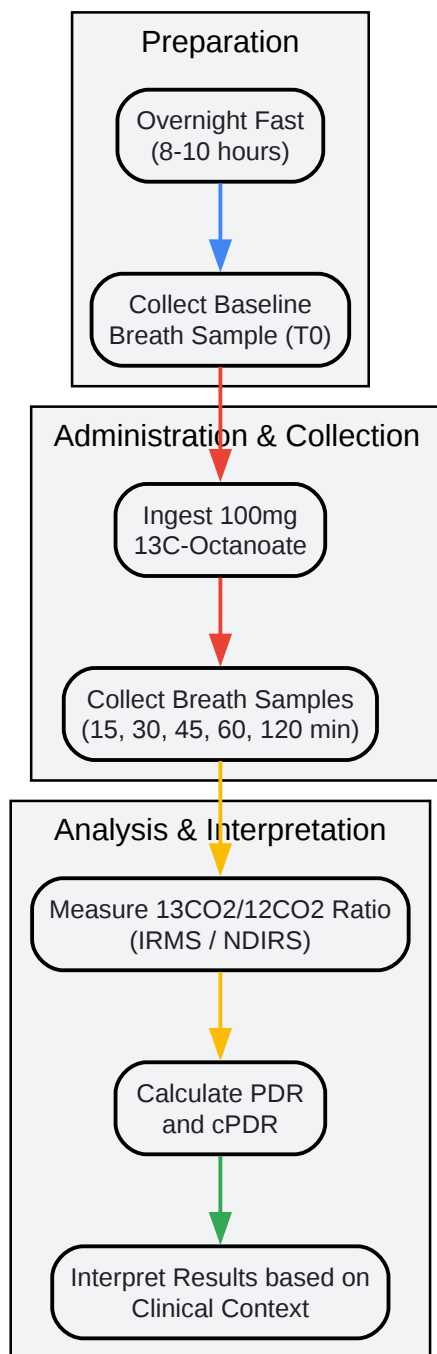 Preparation
Overnight Fast
(8-10 hours)
Collect Baseline
Breath Sample (T0)
Administration & Collection
Ingest 100mg
13C-Octanoate
Collect Breath Samples
(15, 30, 45, 60, 120 min)
Analysis & Interpretation
Measure 13CO2/12CO2 Ratio
(IRMS / NDIRS)
Calculate PDR
and cPDR
Interpret Results based on
Clinical Context